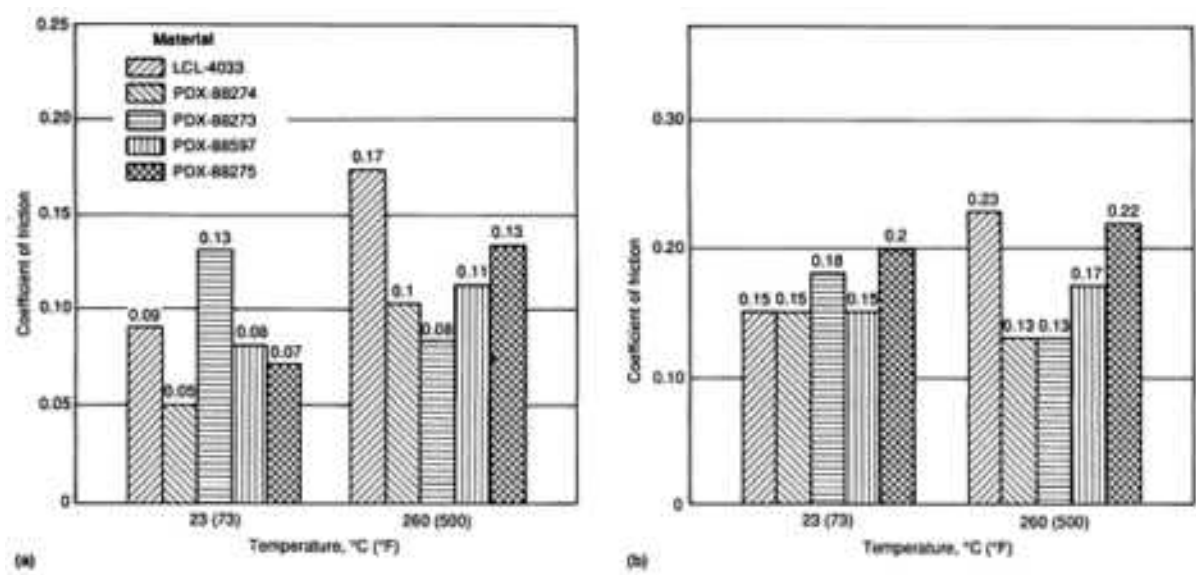 0.25
0.20
0.15
0.10
0.05
0
Coefficient of friction
Material
LCL-4033
PDX-88274
PDX-88273
PDX-88597
PDX-88275
0.09
0.05
0.13
0.08
0.07
0.17
0.1
0.08
0.11
0.13
23 (73)
260 (500)
Temperature, °C (°F)
(a)
0.30
0.20
0.10
0
Coefficient of friction
0.15
0.15
0.18
0.15
0.2
0.23
0.13
0.13
0.17
0.22
23 (73)
260 (500)
Temperature, °C (°F)
(b)